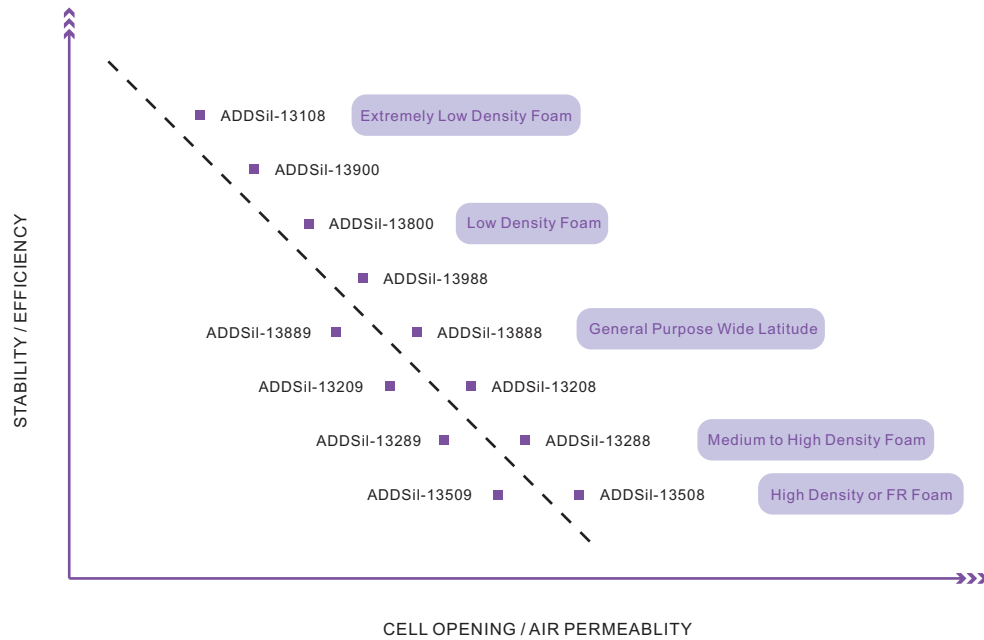 ADDSil-13108 Extremely Low Density Foam
ADDSil-13900
ADDSil-13800 Low Density Foam
ADDSil-13988
ADDSil-13889 ADDSil-13888 General Purpose Wide Latitude
ADDSil-13209 ADDSil-13208
ADDSil-13289 ADDSil-13288 Medium to High Density Foam
ADDSil-13509 ADDSil-13508 High Density or FR Foam
STABILITY / EFFICIENCY
CELL OPENING / AIR PERMEABLITY